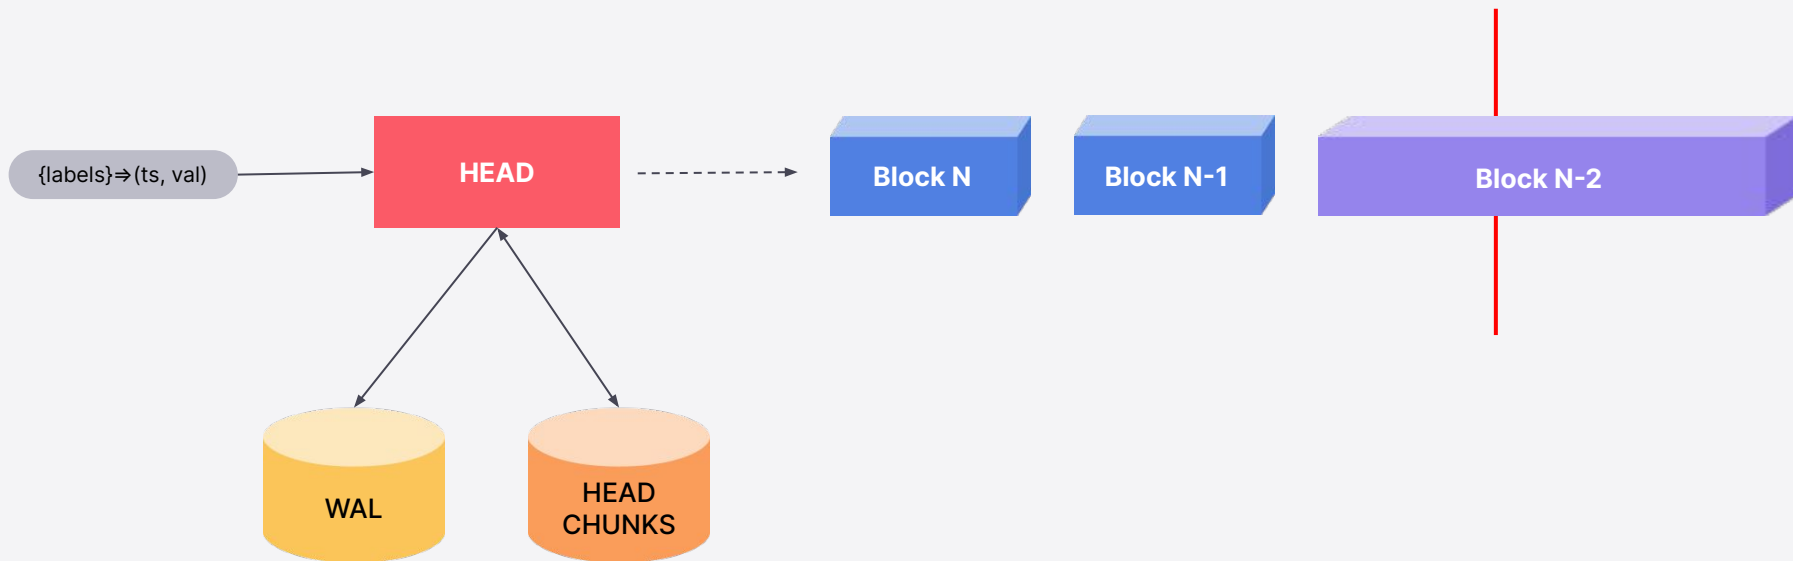 {labels}⇒(ts, val)
HEAD
Block N
Block N-1
Block N-2
WAL
HEAD
CHUNKS